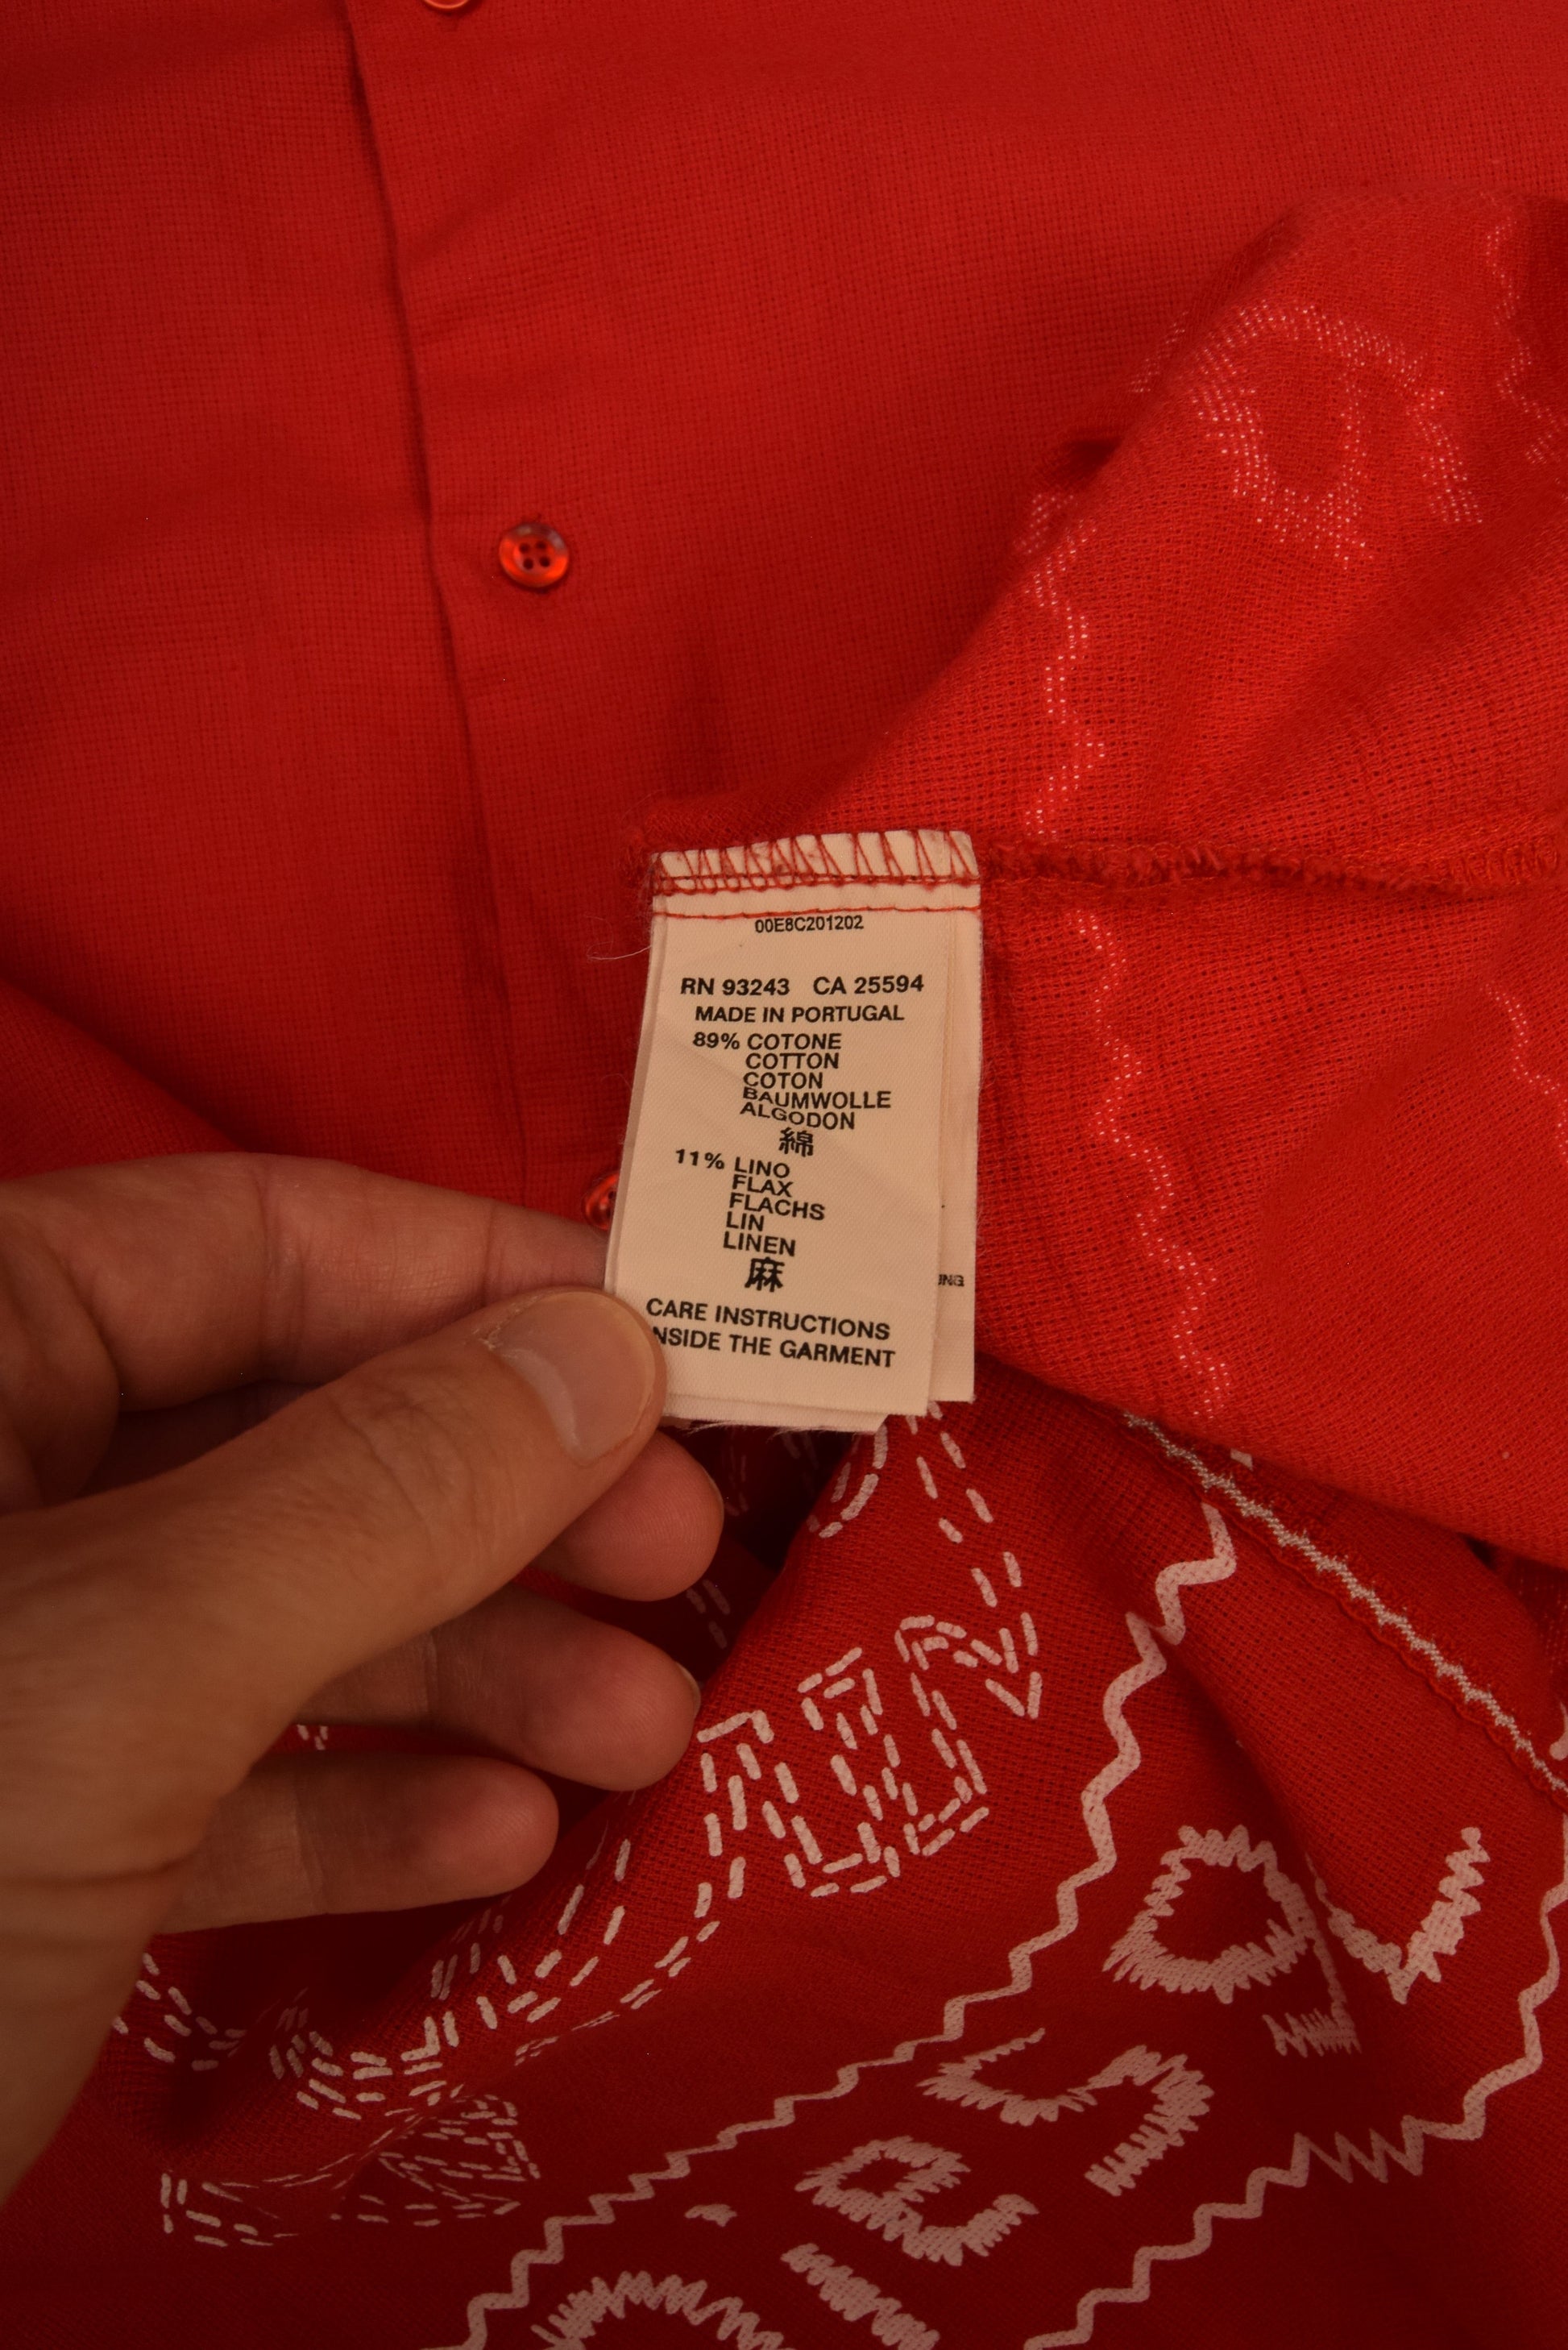 00E8C201202
RN 93243 CA 25594
MADE IN PORTUGAL
89% COTONE
COTTON
COTON
BAUMWOLLE
ALGODON
綿
11% LINO
FLAX
FLACHS
LIN
LINEN
麻
CARE INSTRUCTIONS
NSIDE THE GARMENT